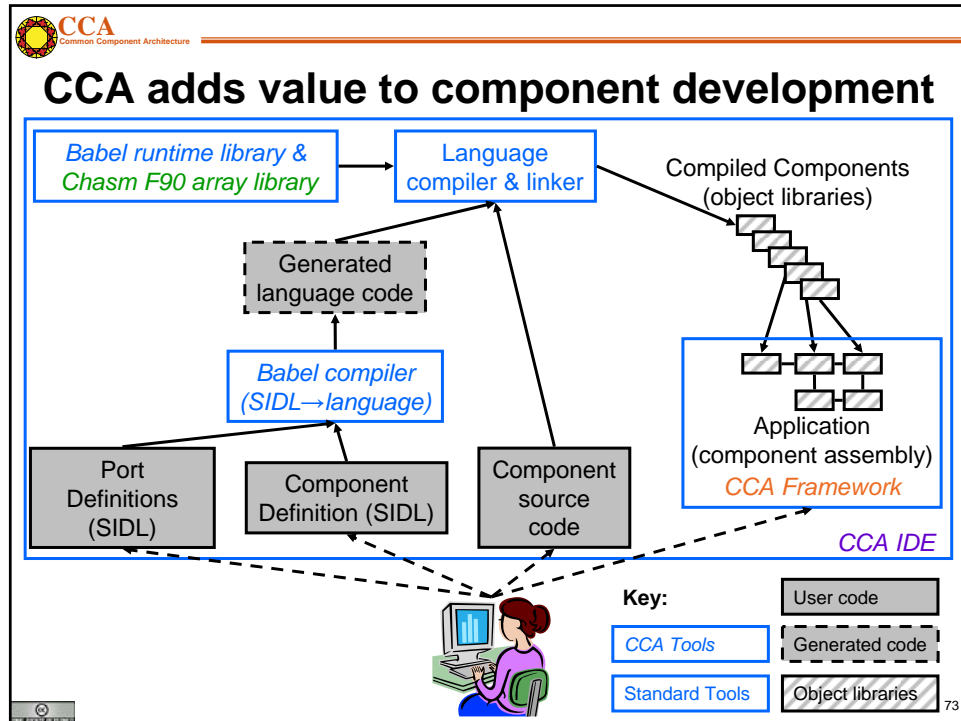 CCA
Common Component Architecture
CCA adds value to component development
Babel runtime library &
Chasm F90 array library
Language
compiler & linker
Compiled Components
(object libraries)
Generated
language code
Babel compiler
(SIDL→language)
Port
Definitions
(SIDL)
Component
Definition (SIDL)
Component
source
code
Application
(component assembly)
CCA Framework
CCA IDE
Key:
User code
CCA Tools
Generated code
Standard Tools
Object libraries
73